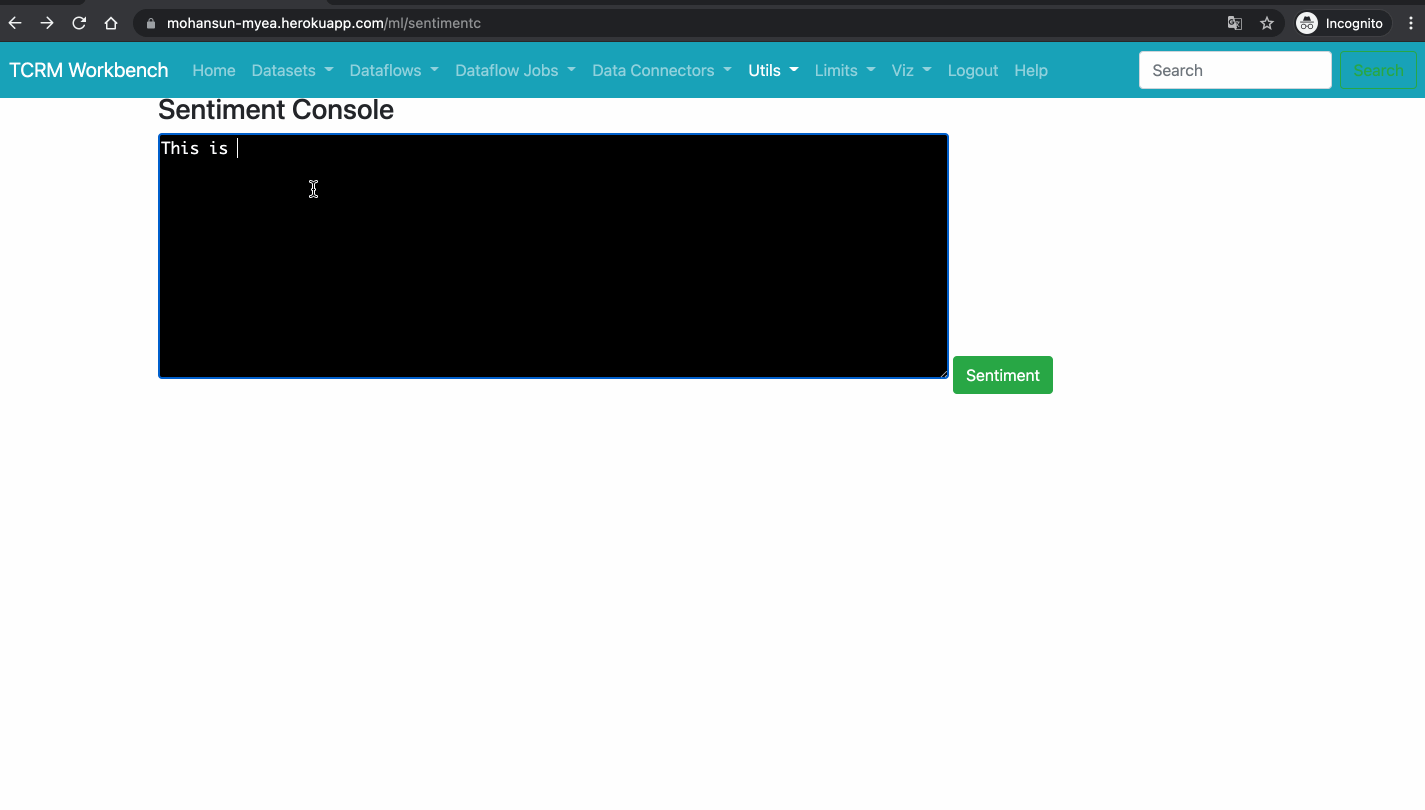 mohansun-myea.herokuapp.com/ml/sentimentc
Incognito
TCRM Workbench Home Datasets Dataflows Dataflow Jobs Data Connectors Utils Limits Viz Logout Help Search Search
Sentiment Console
This is
Sentiment